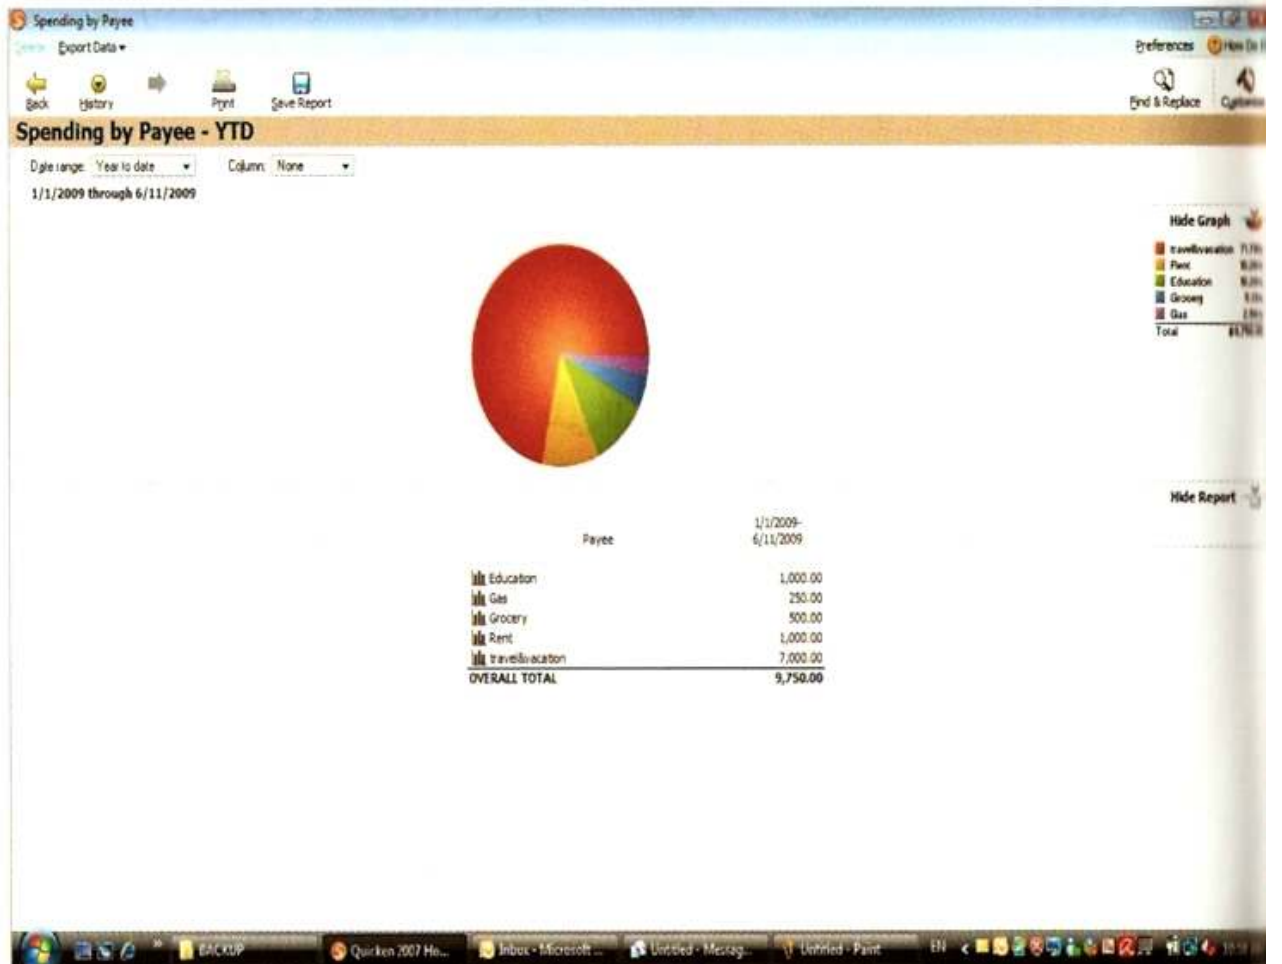 Spending by Payee
Export Data
Preferences How Do I
Back History Print Save Report Find & Replace
Spending by Payee - YTD
Date range: Year to date Column: None
1/1/2009 through 6/11/2009
Hide Graph
travel&vacation
Rent
Education
Grocery
Gas
Total
Hide Report
Payee 1/1/2009-
6/11/2009
Education 1,000.00
Gas 250.00
Grocery 500.00
Rent 1,000.00
travel&vacation 7,000.00
OVERALL TOTAL 9,750.00
BACKUP Quicken 2007 Ho... Inbox - Microsoft ... Untitled - Messag... Untitled - Paint EN